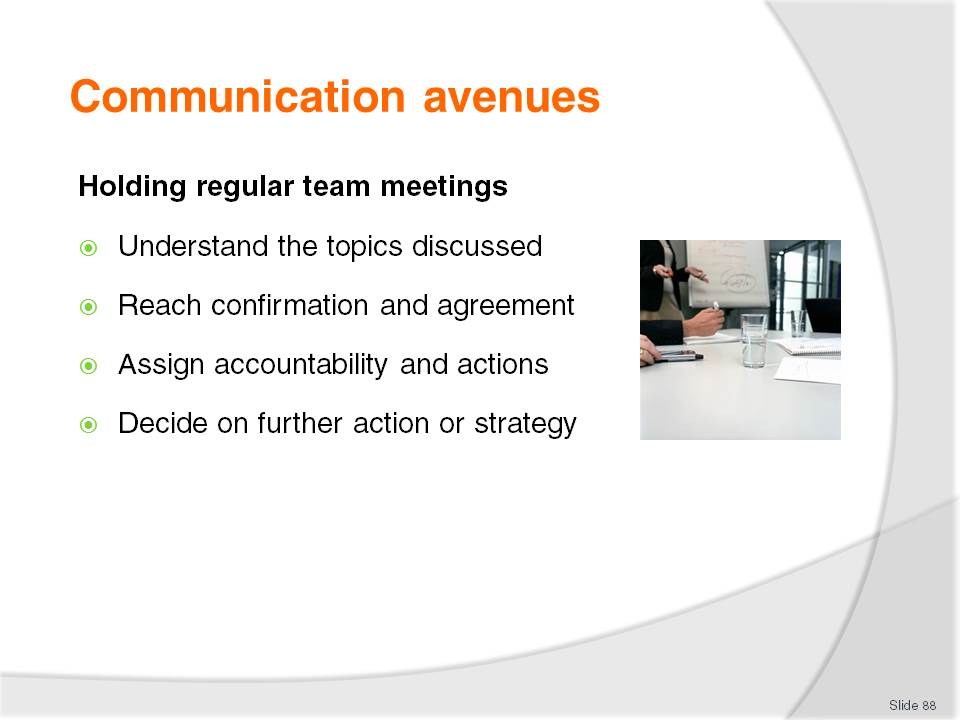 Communication avenues
Holding regular team meetings
Understand the topics discussed
Reach confirmation and agreement
Assign accountability and actions
Decide on further action or strategy
Slide 88